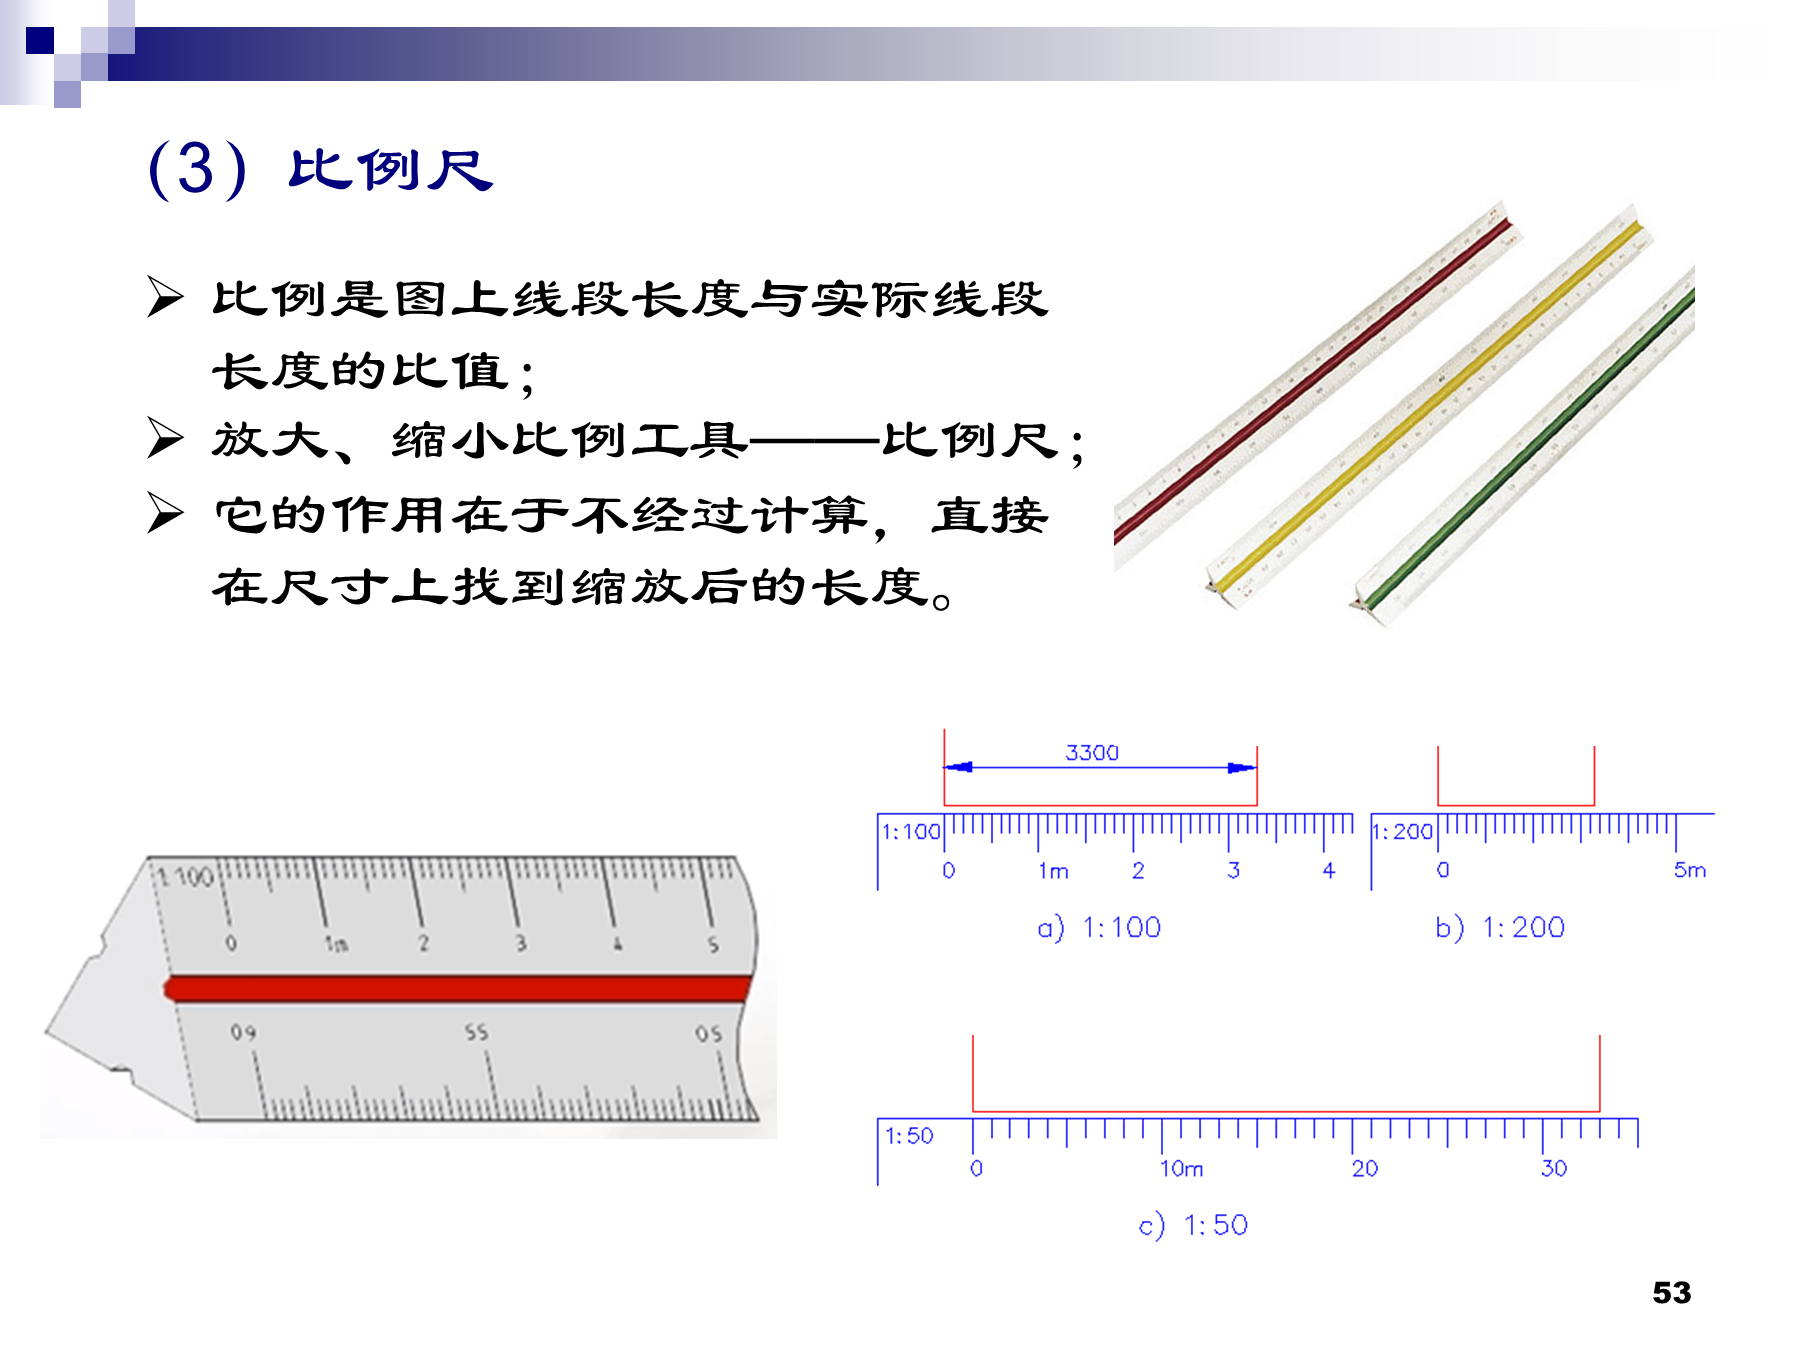 (3) 比例尺
比例是图上线段长度与实际线段
长度的比值；
放大、缩小比例工具——比例尺；
它的作用在于不经过计算，直接
在尺寸上找到缩放后的长度。
3300
1:100
0 1m 2 3 4
a) 1:100
1:200
0 5m
b) 1:200
1:100
0 1m 2 3 4 5
60 55 50
1:50
0 10m 20 30
c) 1:50
53